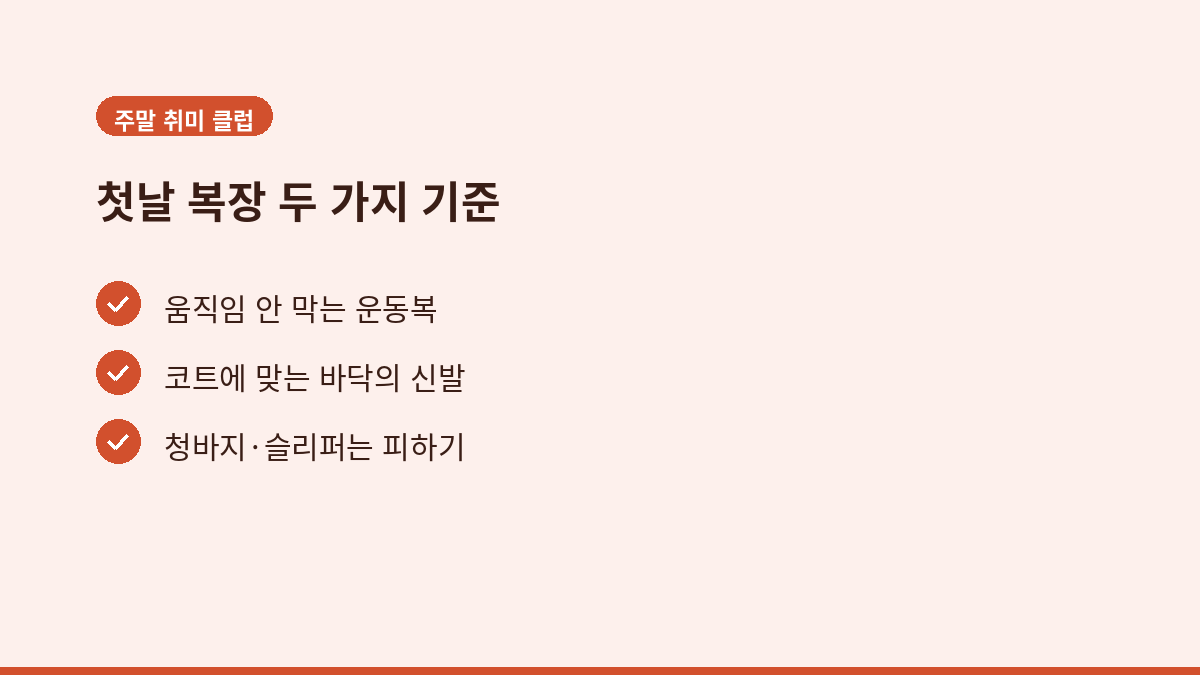 주말 취미 클럽
첫날 복장 두 가지 기준
움직임 안 막는 운동복
코트에 맞는 바닥의 신발
청바지·슬리퍼는 피하기